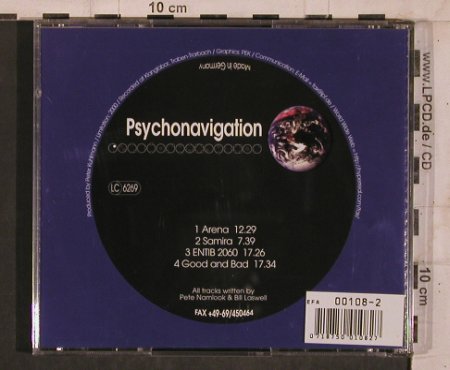 10 cm
www.LPCD.de / CD
10 cm
Made in Germany
Psychonavigation
LC 6269
1 Arena 12.29
2 Samira 7.39
3 ENTIB 2060 17.26
4 Good and Bad 17.34
All tracks written by
Pete Namlook & Bill Laswell
FAX +49-69/450464
EFA 00108-2
0718750 010827